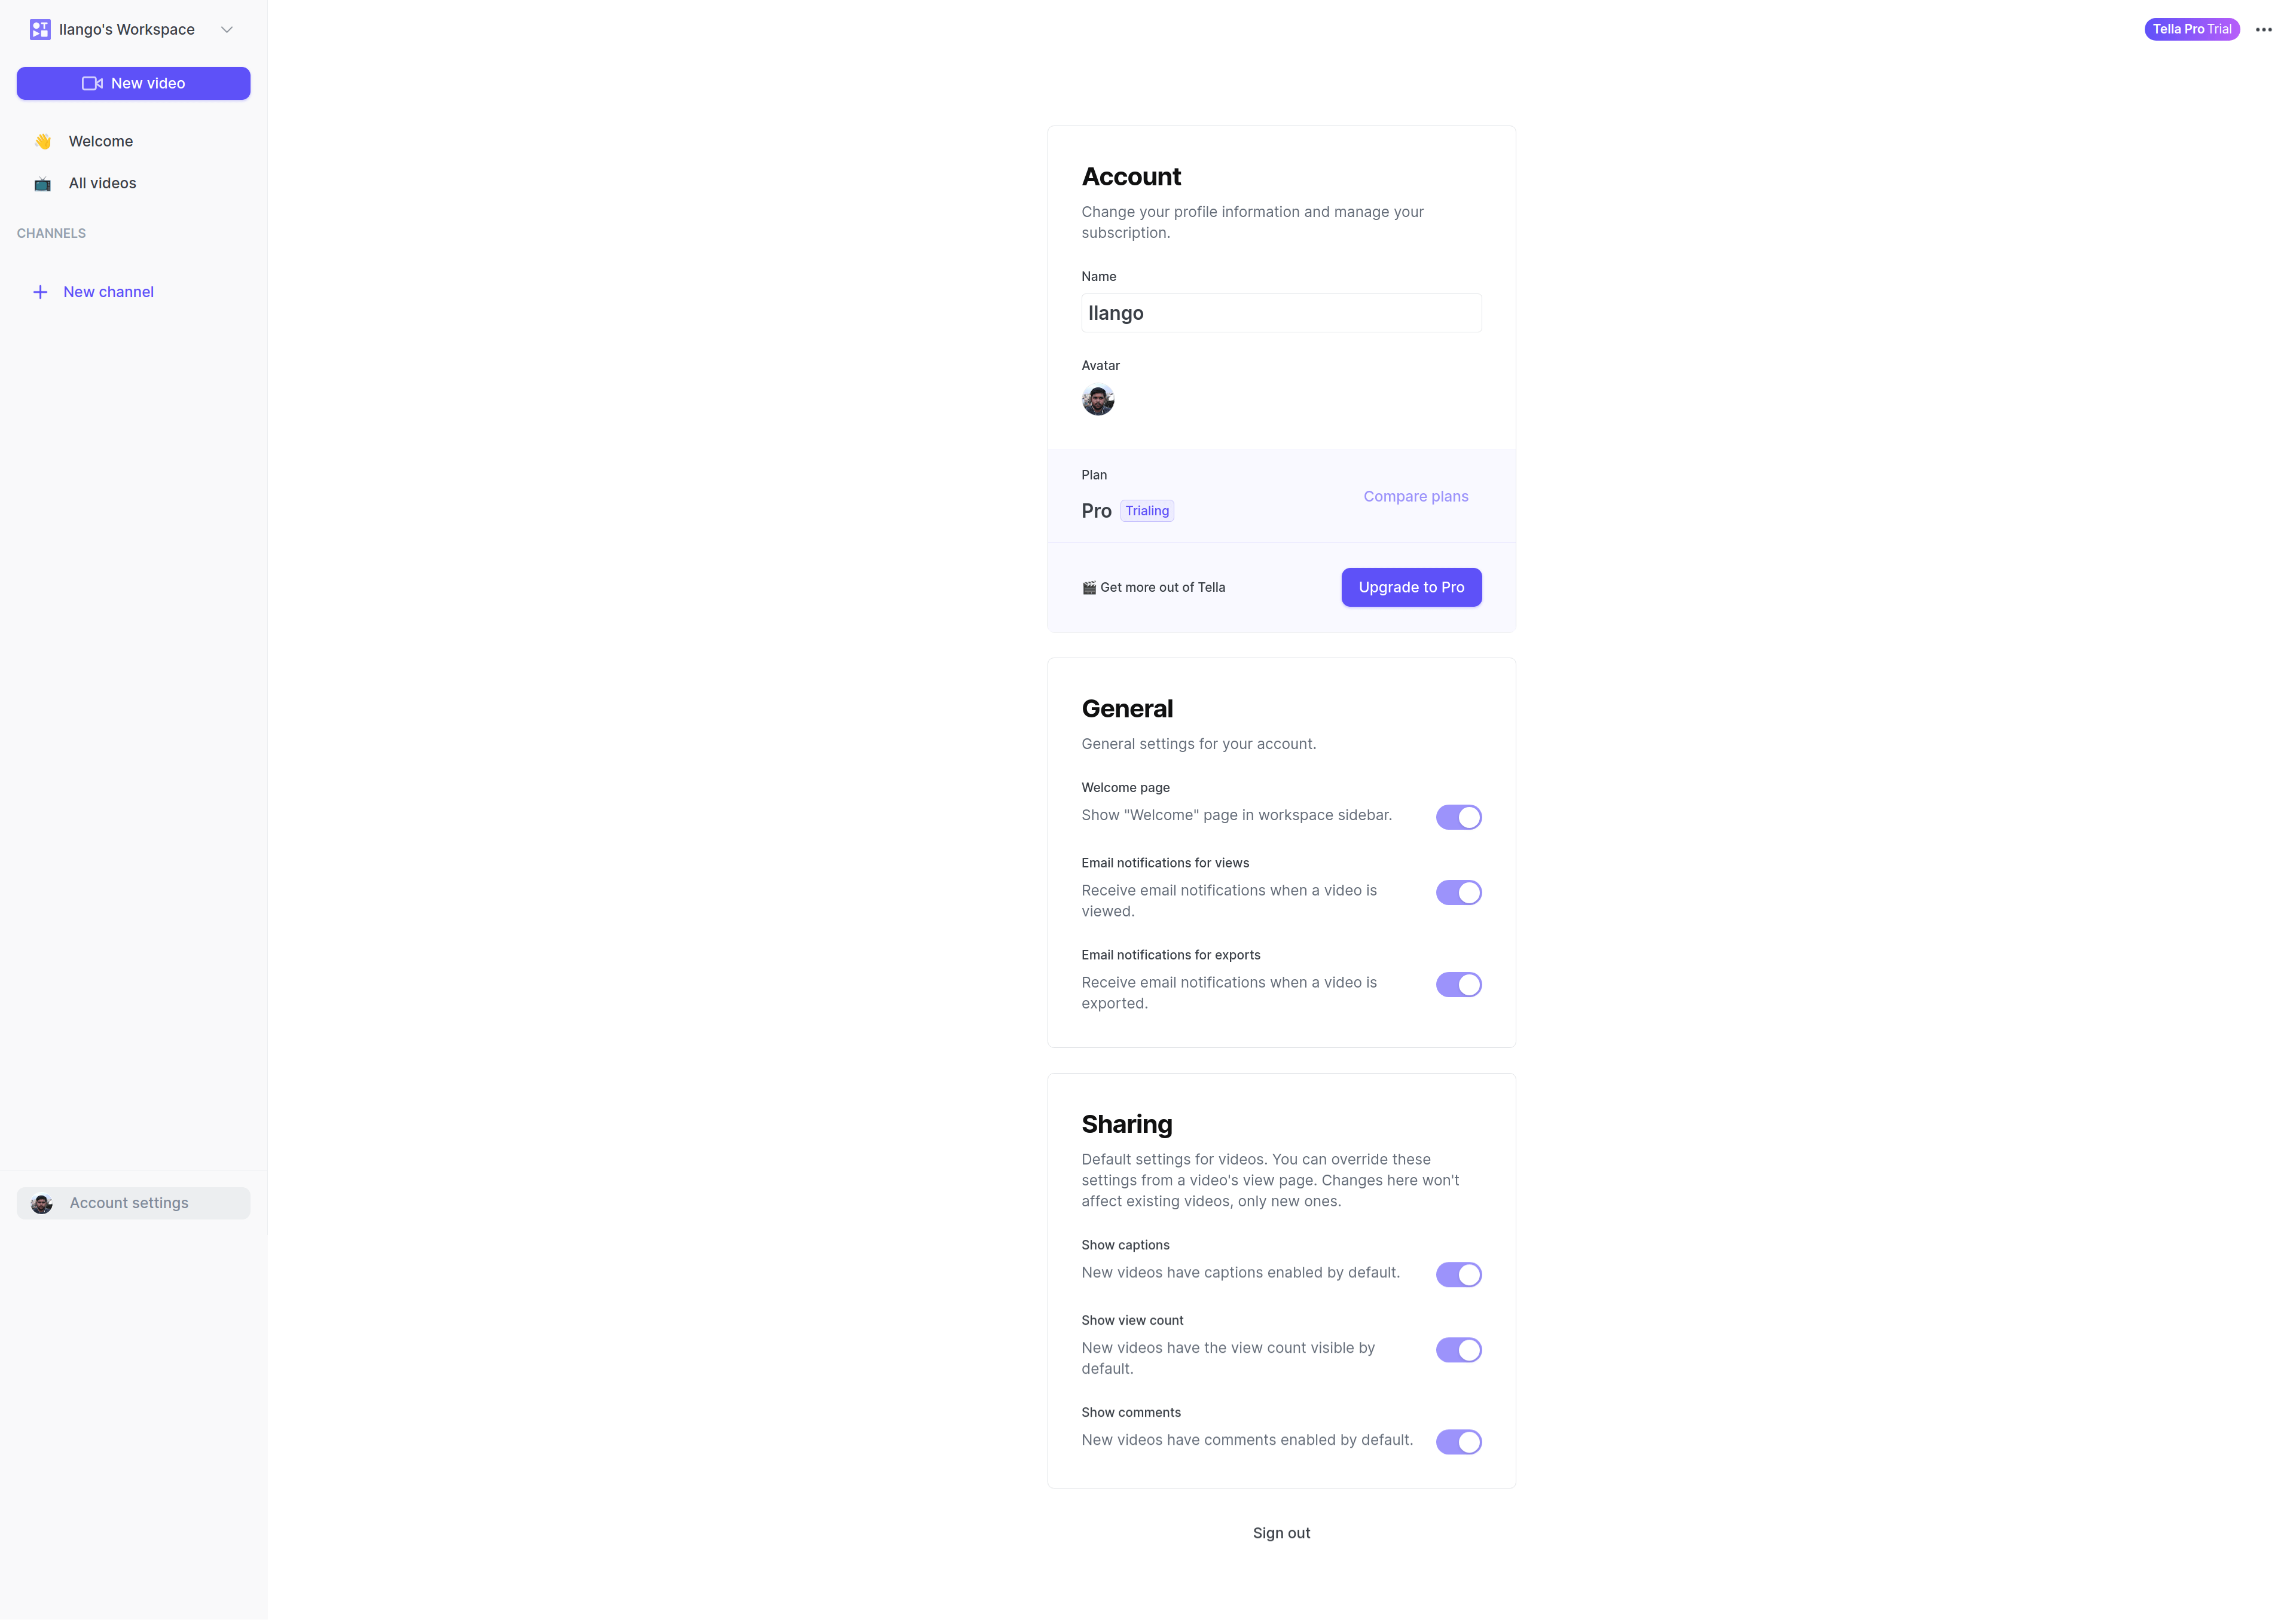 Ilango's Workspace
Tella Pro Trial
New video
Welcome
All videos
CHANNELS
New channel
Account settings
Account
Change your profile information and manage your
subscription.
Name
Ilango
Avatar
Plan
Pro Trialing
Compare plans
🎬 Get more out of Tella
Upgrade to Pro
General
General settings for your account.
Welcome page
Show "Welcome" page in workspace sidebar.
Email notifications for views
Receive email notifications when a video is
viewed.
Email notifications for exports
Receive email notifications when a video is
exported.
Sharing
Default settings for videos. You can override these
settings from a video's view page. Changes here won't
affect existing videos, only new ones.
Show captions
New videos have captions enabled by default.
Show view count
New videos have the view count visible by
default.
Show comments
New videos have comments enabled by default.
Sign out